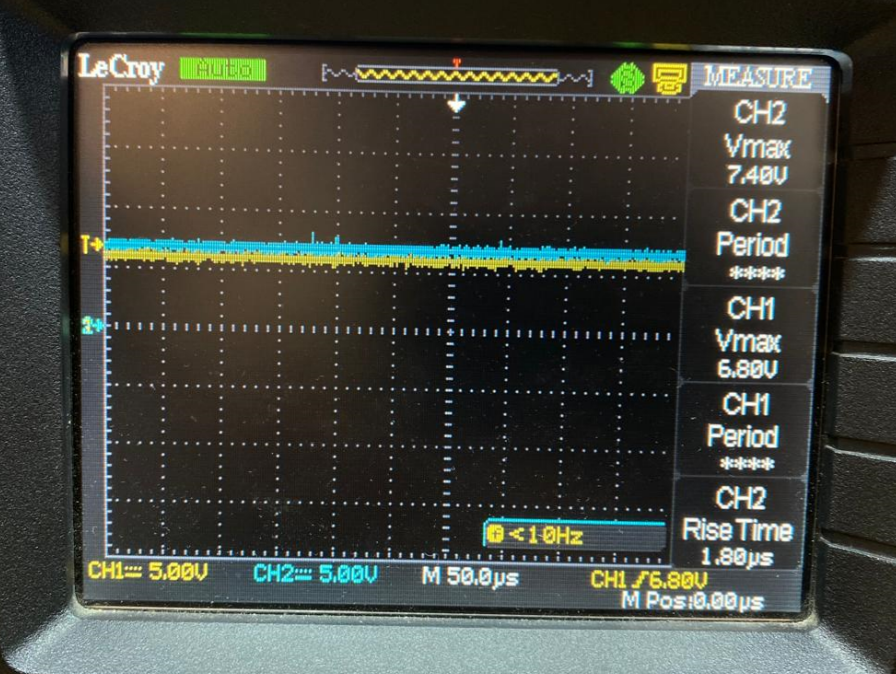 LeCroy Auto T MEASURE
CH2
Vmax
7.40V
CH2
Period
****
CH1
Vmax
6.80V
CH1
Period
****
CH2
Rise Time
1.80µs
T
<10Hz
CH1 5.00V CH2 5.00V M 50.0µs CH1 6.80V
M Pos:0.00µs